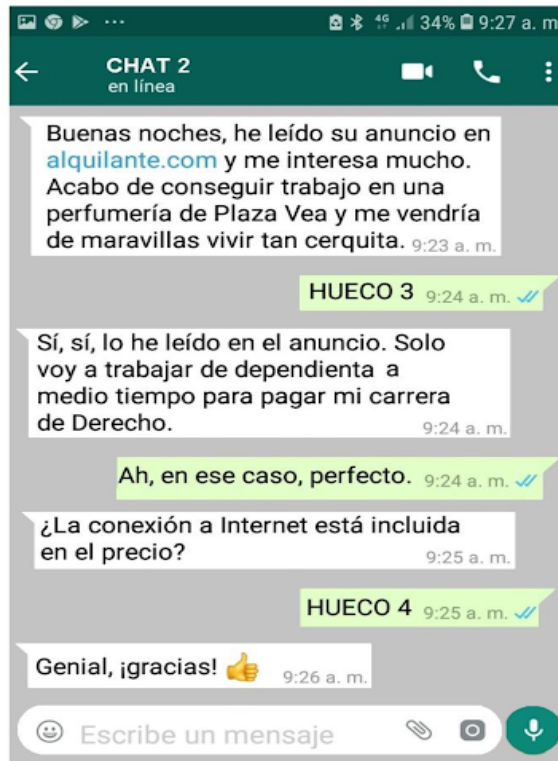 ... 4G 34% 9:27 a. m
CHAT 2
en línea
Buenas noches, he leído su anuncio en
alquilante.com y me interesa mucho.
Acabo de conseguir trabajo en una
perfumería de Plaza Vea y me vendría
de maravillas vivir tan cerquita. 9:23 a. m.
HUECO 3 9:24 a. m.
Sí, sí, lo he leído en el anuncio. Solo
voy a trabajar de dependienta a
medio tiempo para pagar mi carrera
de Derecho. 9:24 a. m.
Ah, en ese caso, perfecto. 9:24 a. m.
¿La conexión a Internet está incluida
en el precio? 9:25 a. m.
HUECO 4 9:25 a. m.
Genial, ¡gracias! 👍 9:26 a. m.
Escribe un mensaje